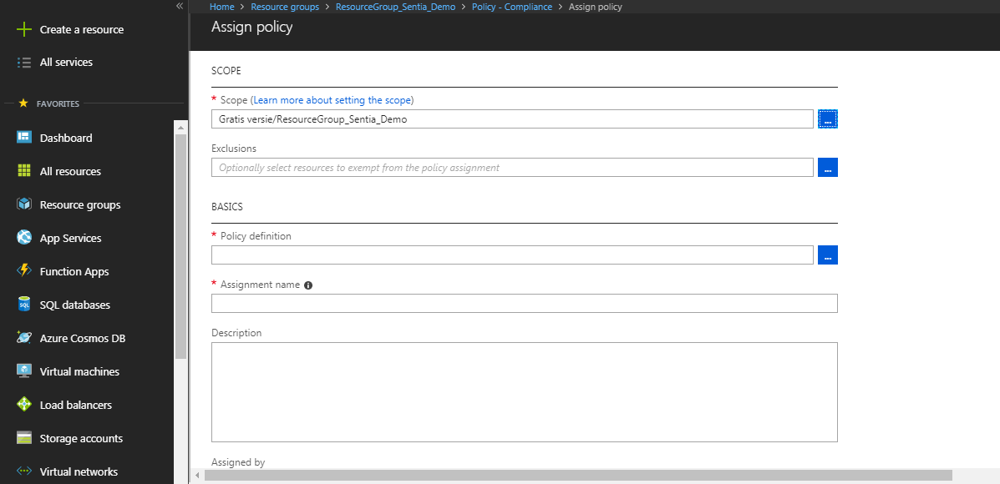 Home > Resource groups > ResourceGroup_Sentia_Demo > Policy - Compliance > Assign policy
Assign policy
Create a resource
All services
FAVORITES
Dashboard
All resources
Resource groups
App Services
Function Apps
SQL databases
Azure Cosmos DB
Virtual machines
Load balancers
Storage accounts
Virtual networks
SCOPE
* Scope (Learn more about setting the scope)
Gratis versie/ResourceGroup_Sentia_Demo
...
Exclusions
Optionally select resources to exempt from the policy assignment
...
BASICS
* Policy definition
...
* Assignment name
Description
Assigned by